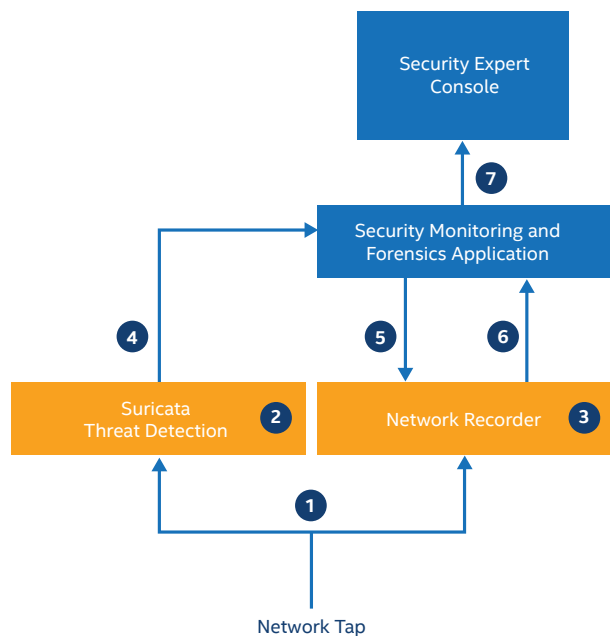 Security Expert
Console
7
Security Monitoring and
Forensics Application
4
5
6
Suricata
Threat Detection
2
Network Recorder
3
1
Network Tap